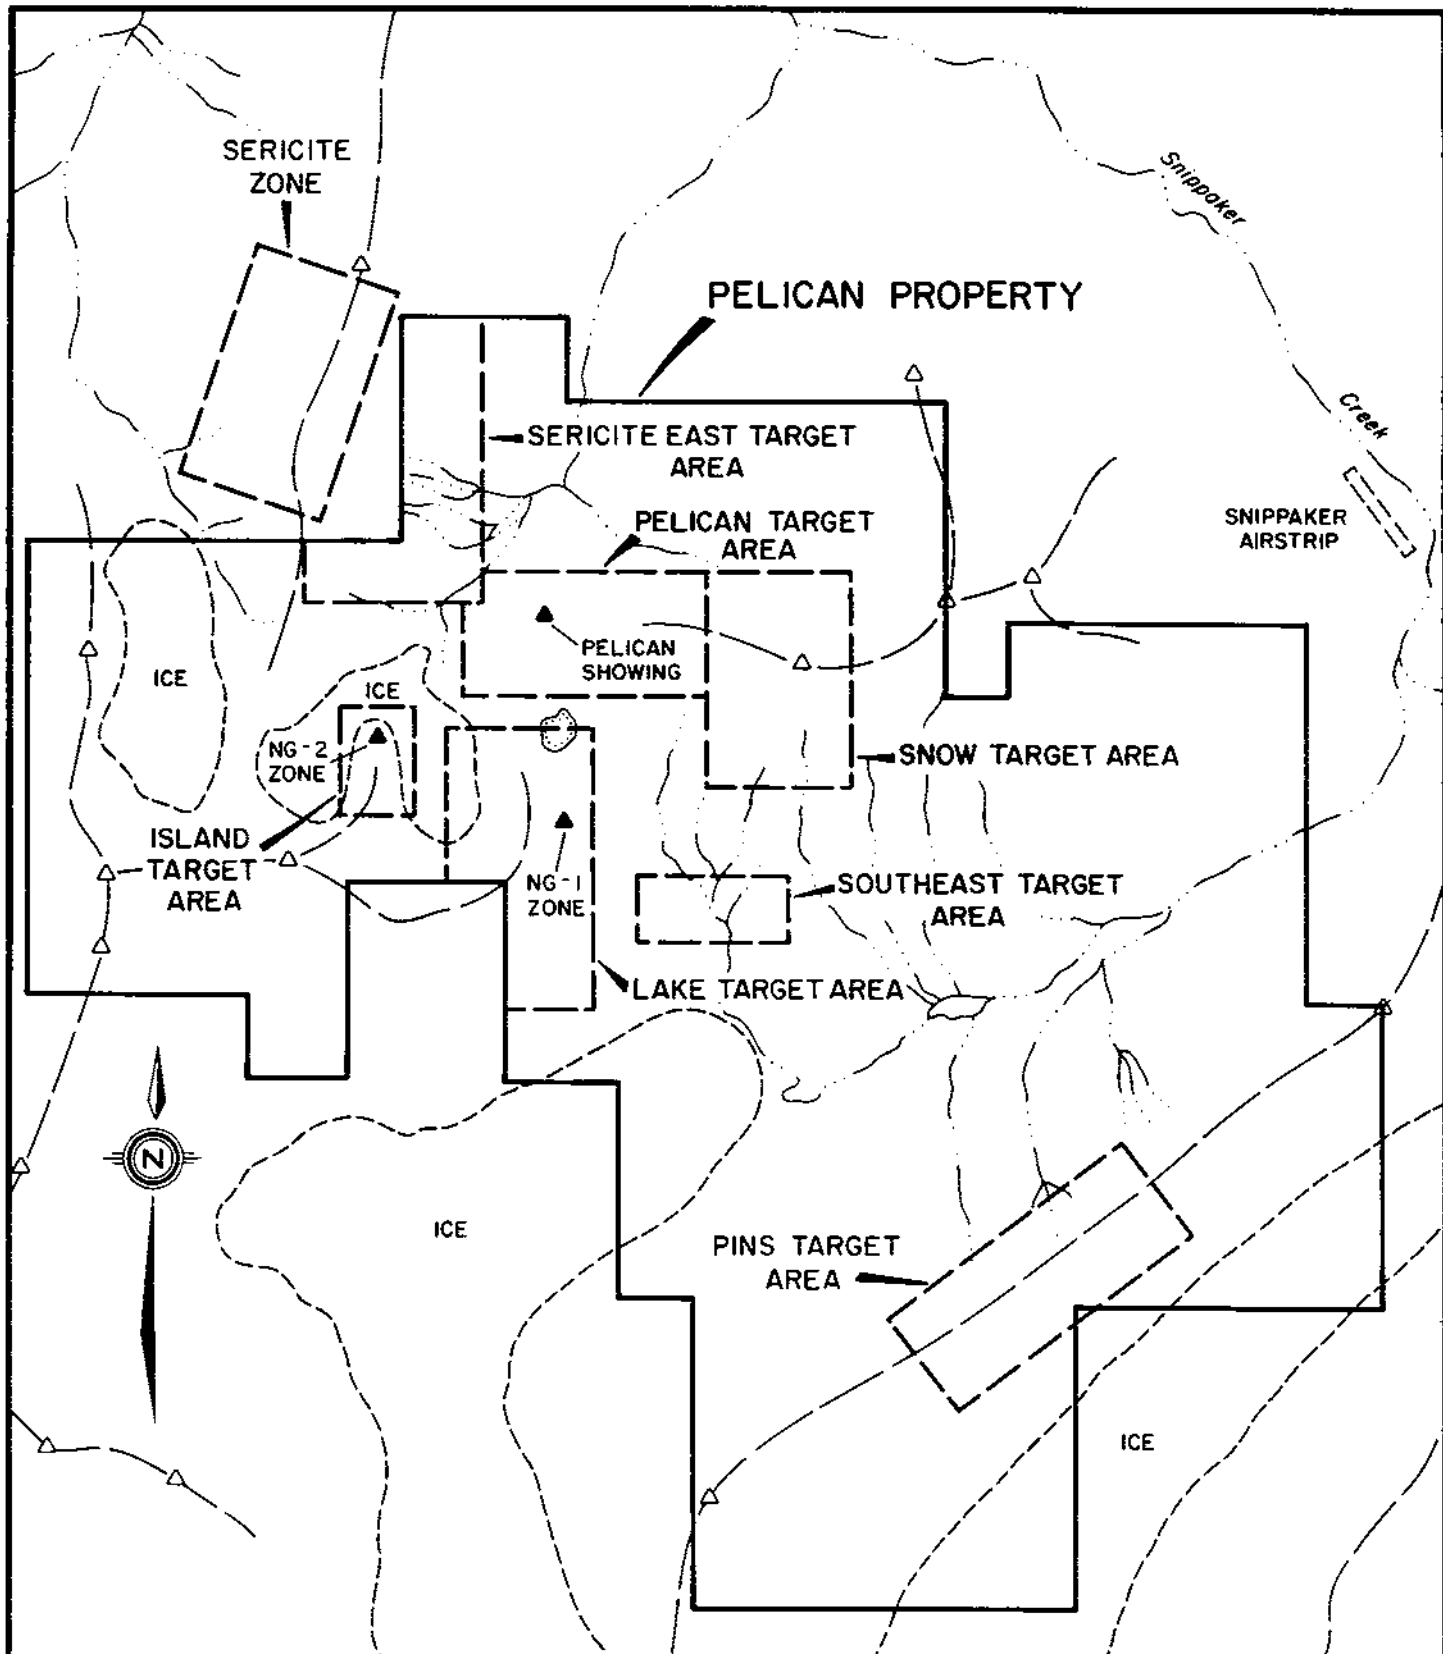 Snippaker
SERICITE
ZONE
PELICAN PROPERTY
Creek
SERICITE EAST TARGET
AREA
PELICAN TARGET
AREA
SNIPPAKER
AIRSTRIP
PELICAN
SHOWING
ICE
ICE
NG-2
ZONE
SNOW TARGET AREA
ISLAND
TARGET
AREA
NG-1
ZONE
SOUTHEAST TARGET
AREA
LAKE TARGET AREA
N
ICE
PINS TARGET
AREA
ICE